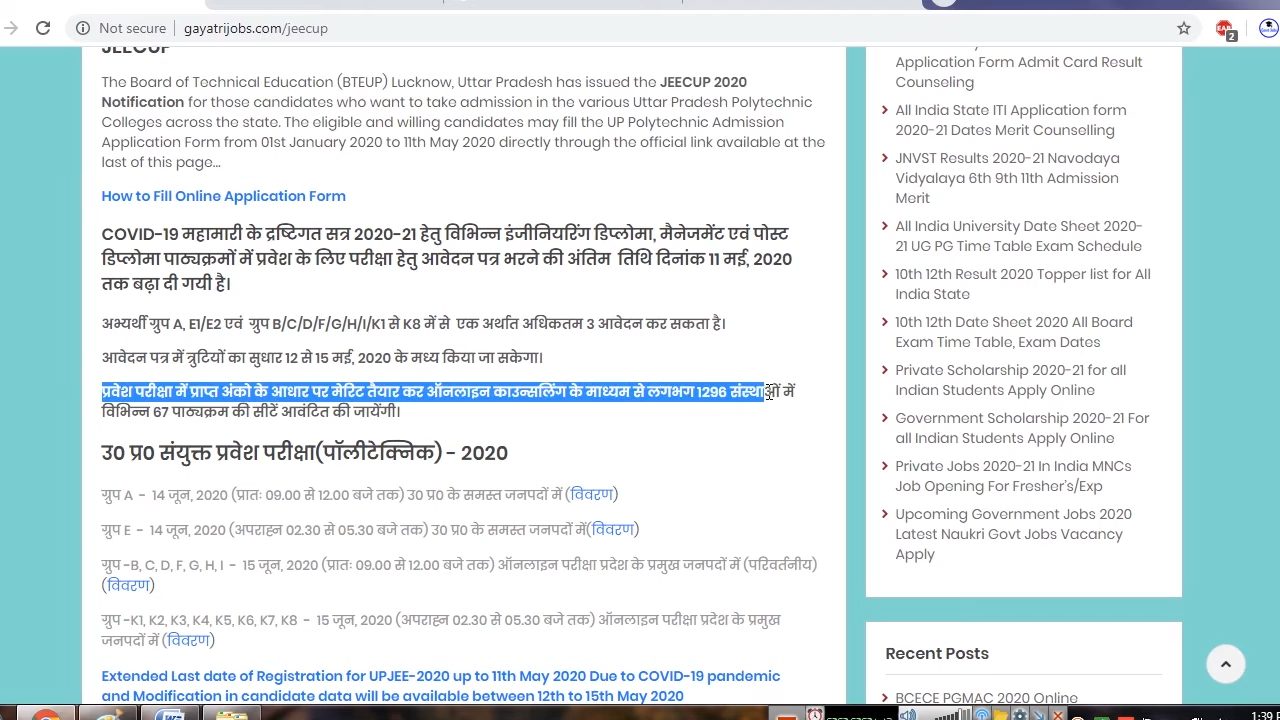 Not secure
gayatrijobs.com/jeecup
2
JEECUP
The Board of Technical Education (BTEUP) Lucknow, Uttar Pradesh has issued the JEECUP 2020
Notification for those candidates who want to take admission in the various Uttar Pradesh Polytechnic
Colleges across the state. The eligible and willing candidates may fill the UP Polytechnic Admission
Application Form from 01st January 2020 to 11th May 2020 directly through the official link available at the
last of this page...
How to Fill Online Application Form
COVID-19 महामारी के द्रष्टिगत सत्र 2020-21 हेतु विभिन्न इंजीनियरिंग डिप्लोमा, मैनेजमेंट एवं पोस्ट
डिप्लोमा पाठ्यक्रमों में प्रवेश के लिए परीक्षा हेतु आवेदन पत्र भरने की अंतिम तिथि दिनांक 11 मई, 2020
तक बढ़ा दी गयी है।
अभ्यर्थी ग्रुप A, E1/E2 एवं ग्रुप B/C/D/F/G/H/I/K1 से K8 में से एक अर्थात अधिकतम 3 आवेदन कर सकता है।
आवेदन पत्र में त्रुटियों का सुधार 12 से 15 मई, 2020 के मध्य किया जा सकेगा।
प्रवेश परीक्षा में प्राप्त अंको के आधार पर मेरिट तैयार कर ऑनलाइन काउन्सलिंग के माध्यम से लगभग 1296 संस्थाओं में
विभिन्न 67 पाठ्यक्रम की सीटें आवंटित की जायेंगी।
उ0 प्र0 संयुक्त प्रवेश परीक्षा(पॉलीटेक्निक) - 2020
ग्रुप A - 14 जून, 2020 (प्रातः 09.00 से 12.00 बजे तक) उ0 प्र0 के समस्त जनपदों में (विवरण)
ग्रुप E - 14 जून, 2020 (अपराह्न 02.30 से 05.30 बजे तक) उ0 प्र0 के समस्त जनपदों में(विवरण)
ग्रुप -B, C, D, F, G, H, I - 15 जून, 2020 (प्रातः 09.00 से 12.00 बजे तक) ऑनलाइन परीक्षा प्रदेश के प्रमुख जनपदों में (परिवर्तनीय)
(विवरण)
ग्रुप -K1, K2, K3, K4, K5, K6, K7, K8 - 15 जून, 2020 (अपराह्न 02.30 से 05.30 बजे तक) ऑनलाइन परीक्षा प्रदेश के प्रमुख
जनपदों में (विवरण)
Extended Last date of Registration for UPJEE-2020 up to 11th May 2020 Due to COVID-19 pandemic
and Modification in candidate data will be available between 12th to 15th May 2020
Application Form Admit Card Result
Counseling
All India State ITI Application form
2020-21 Dates Merit Counselling
JNVST Results 2020-21 Navodaya
Vidyalaya 6th 9th 11th Admission
Merit
All India University Date Sheet 2020-
21 UG PG Time Table Exam Schedule
10th 12th Result 2020 Topper list for All
India State
10th 12th Date Sheet 2020 All Board
Exam Time Table, Exam Dates
Private Scholarship 2020-21 for all
Indian Students Apply Online
Government Scholarship 2020-21 For
all Indian Students Apply Online
Private Jobs 2020-21 In India MNCs
Job Opening For Fresher's/Exp
Upcoming Government Jobs 2020
Latest Naukri Govt Jobs Vacancy
Apply
Recent Posts
BCECE PGMAC 2020 Online
1:39